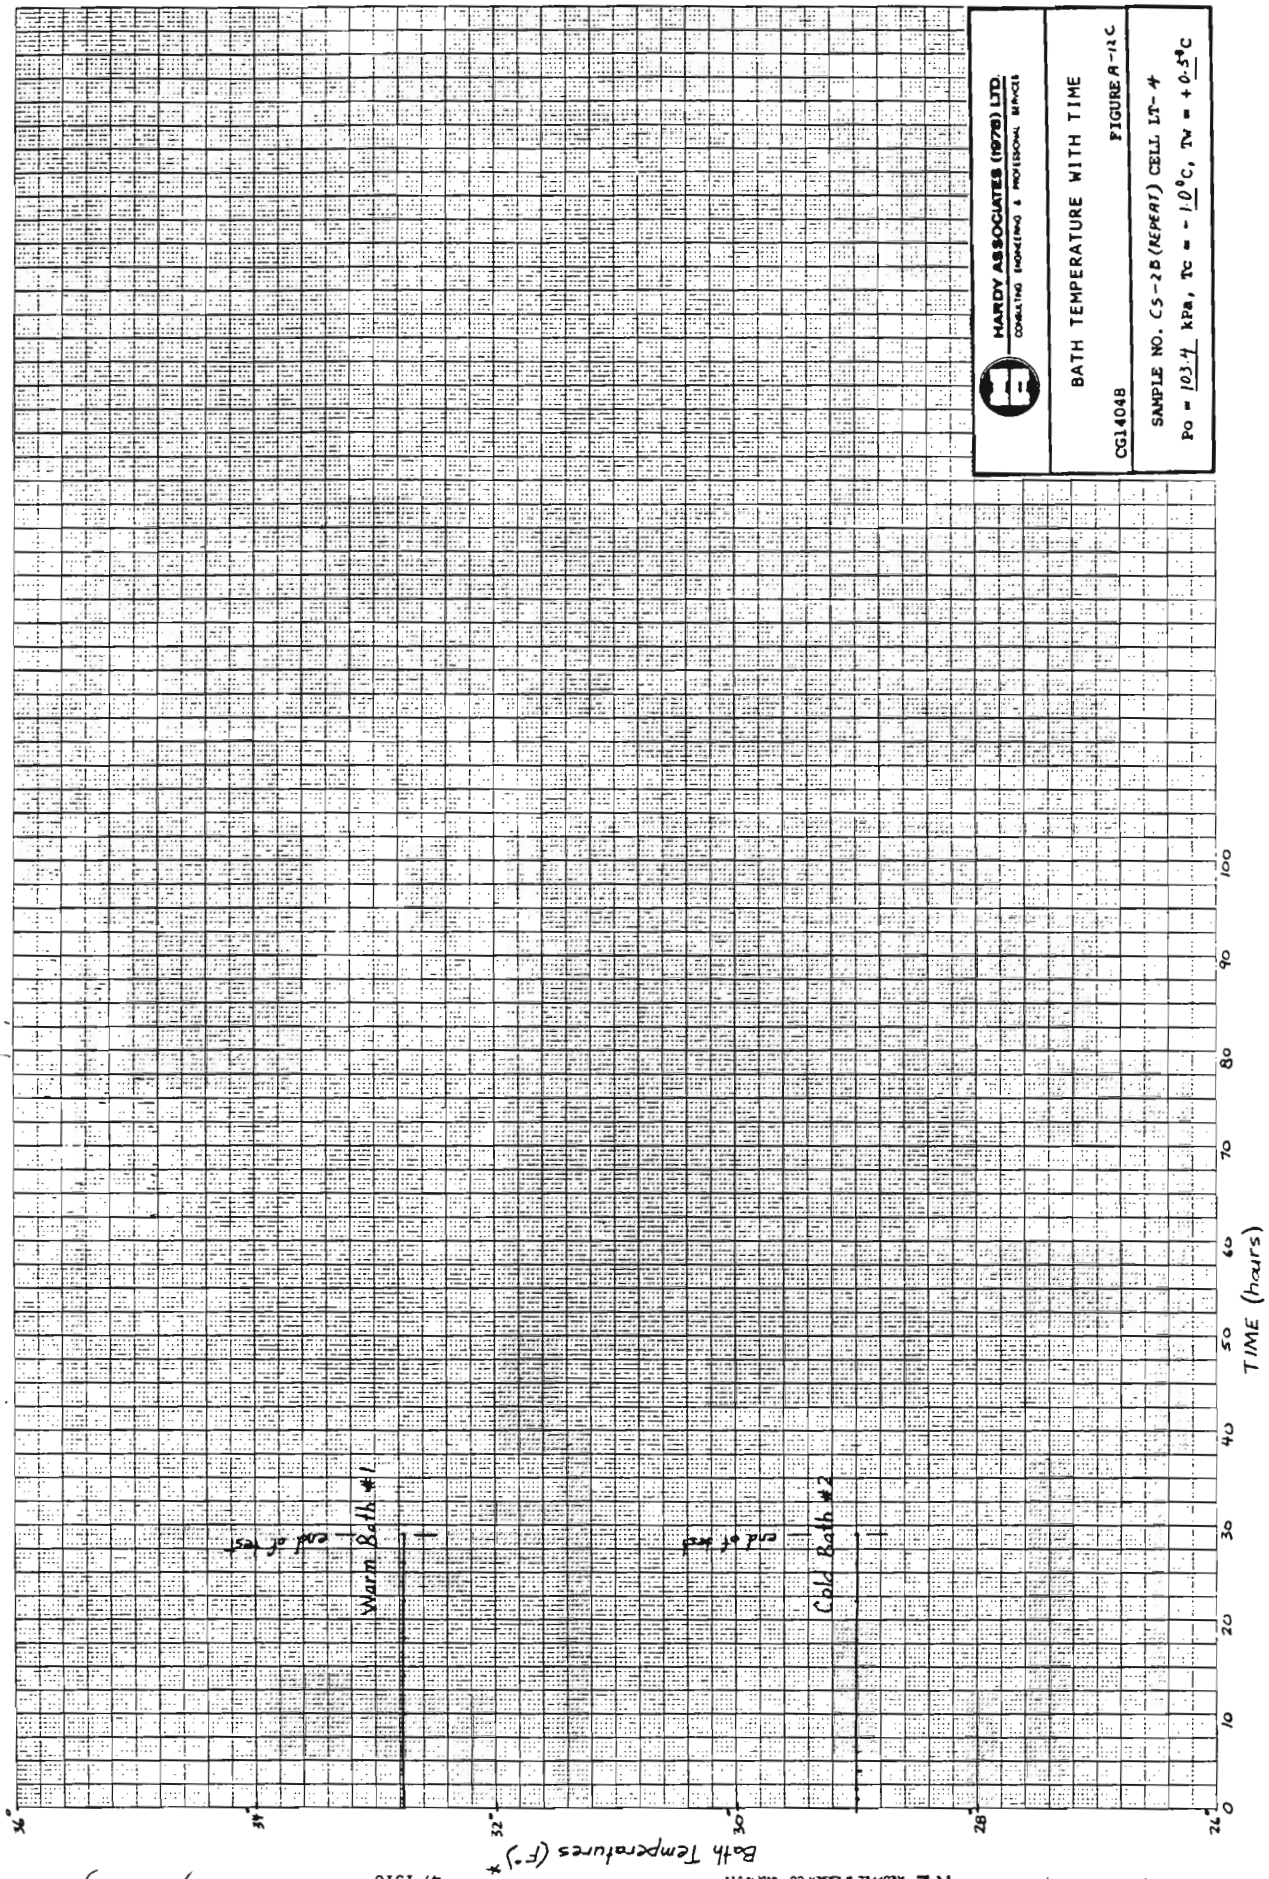 HARDY ASSOCIATES (1978) LTD.
CONSULTING ENGINEERING & PROFESSIONAL SERVICES
BATH TEMPERATURE WITH TIME
CG14048 FIGURE A-12C
SAMPLE NO. CS-2B (REPEAT) CELL LT-4
Po = 103.4 kPa, Tc = -1.0°C, Tw = +0.5°C
Bath Temperatures (F°) *
36°
34
32
30
28
26
Warm Bath #1
end of test
Cold Bath #2
end of test
0 10 20 30 40 50 60 70 80 90 100
TIME (hours)